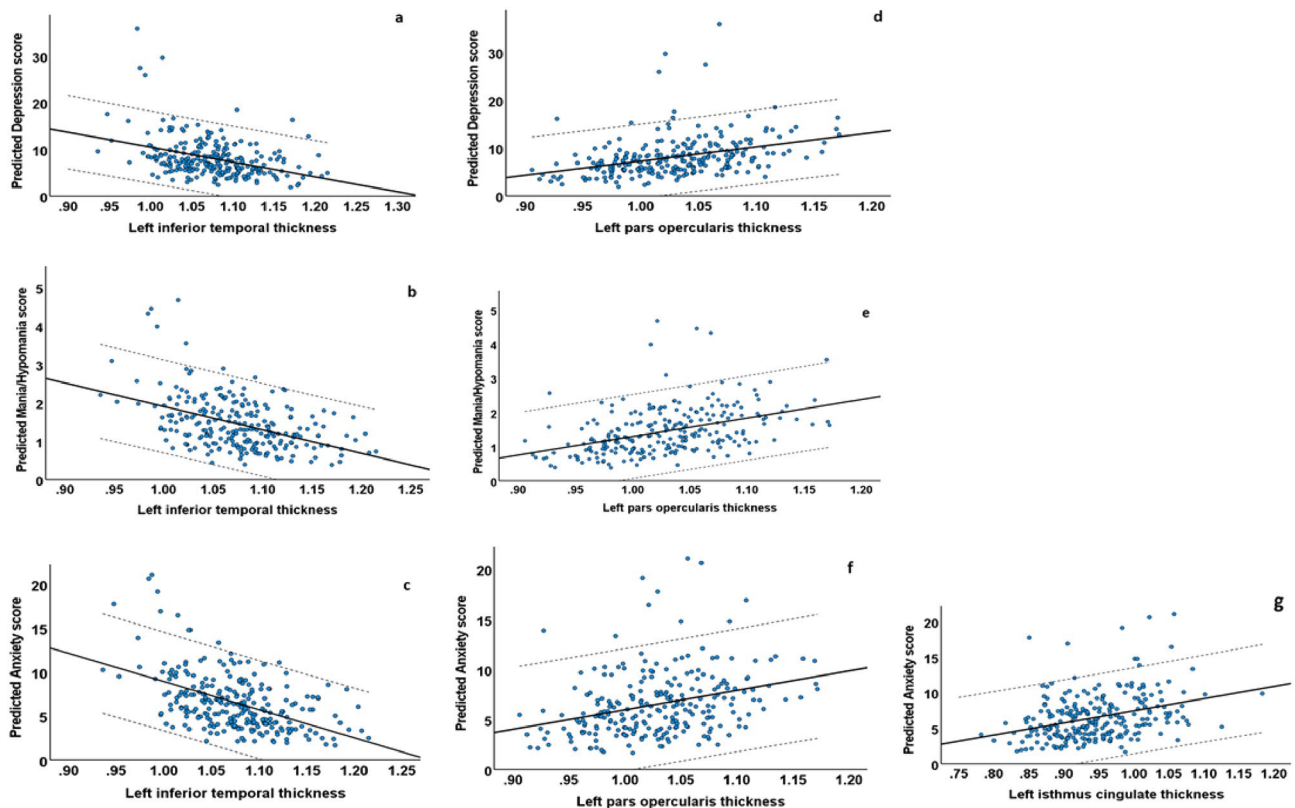 a
Predicted Depression score
30
20
10
0
.90 .95 1.00 1.05 1.10 1.15 1.20 1.25 1.30
Left inferior temporal thickness
d
Predicted Depression score
30
20
10
0
.90 .95 1.00 1.05 1.10 1.15 1.20
Left pars opercularis thickness
b
Predicted Mania/Hypomania score
5
4
3
2
1
0
.90 .95 1.00 1.05 1.10 1.15 1.20 1.25
Left inferior temporal thickness
e
Predicted Mania/Hypomania score
5
4
3
2
1
0
.90 .95 1.00 1.05 1.10 1.15 1.20
Left pars opercularis thickness
c
Predicted Anxiety score
20
15
10
5
0
.90 .95 1.00 1.05 1.10 1.15 1.20 1.25
Left inferior temporal thickness
f
Predicted Anxiety score
20
15
10
5
0
.90 .95 1.00 1.05 1.10 1.15 1.20
Left pars opercularis thickness
g
Predicted Anxiety score
20
15
10
5
0
.75 .80 .85 .90 .95 1.00 1.05 1.10 1.15 1.20
Left isthmus cingulate thickness